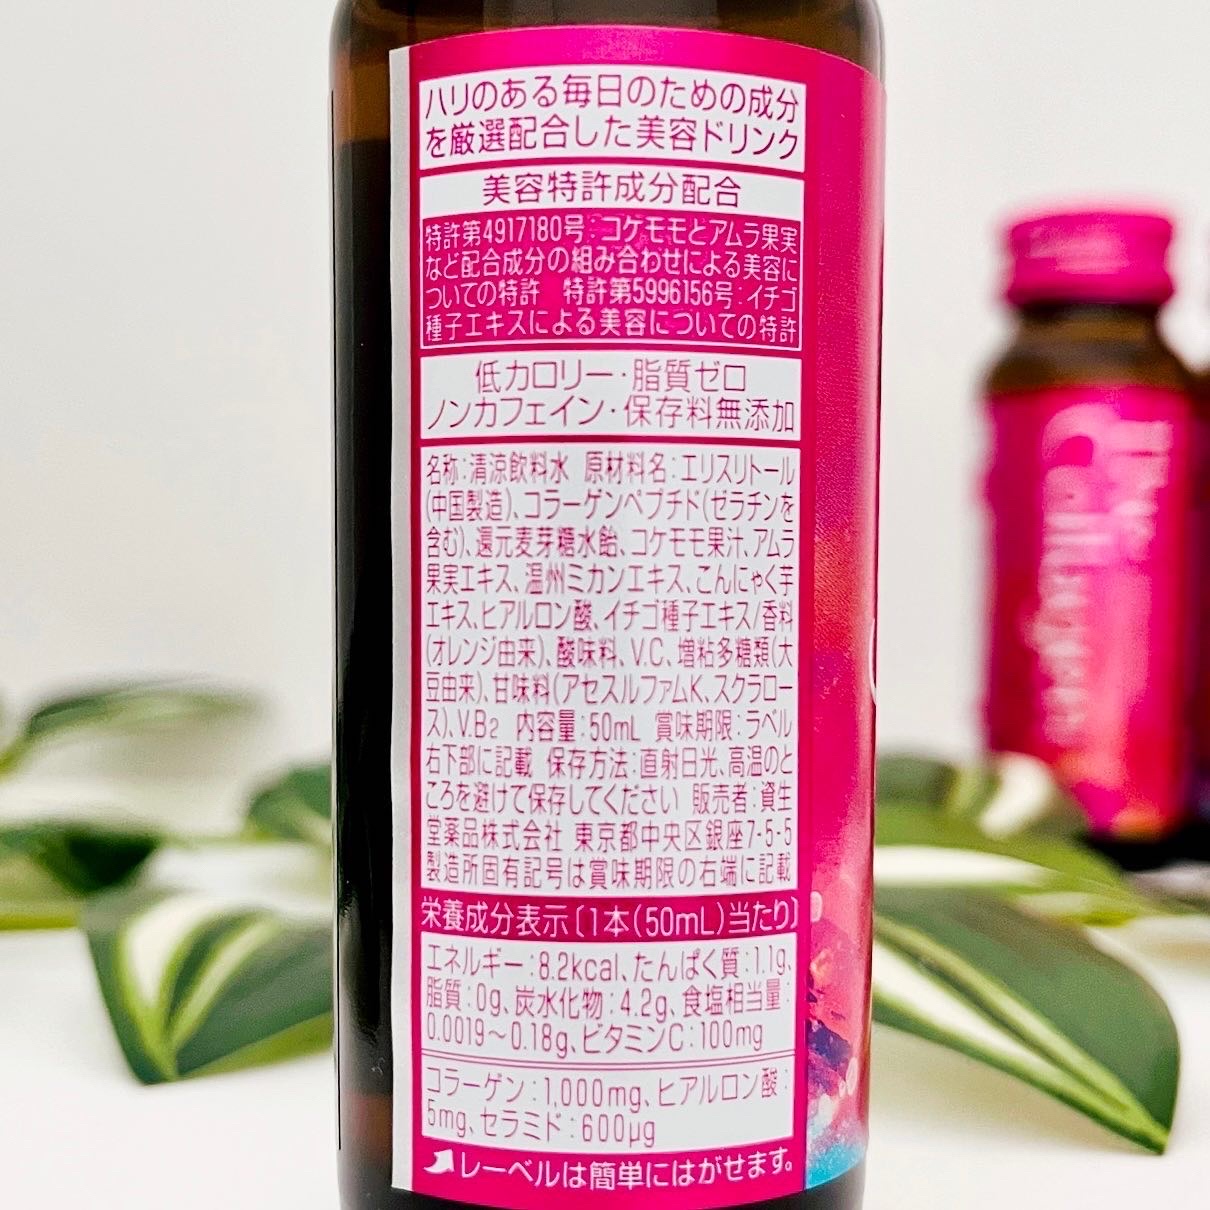 ハリのある毎日のための成分
を厳選配合した美容ドリンク
美容特許成分配合
特許第4917180号:コケモモとアムラ果実
など配合成分の組み合わせによる美容に
ついての特許 特許第5996156号:イチゴ
種子エキスによる美容についての特許
低カロリー・脂質ゼロ
ノンカフェイン・保存料無添加
名称:清涼飲料水 原材料名:エリスリトール
(中国製造)、コラーゲンペプチド(ゼラチンを
含む)、還元麦芽糖水飴、コケモモ果汁、アムラ
果実エキス、温州ミカンエキス、こんにゃく芋
エキス、ヒアルロン酸、イチゴ種子エキス/香料
(オレンジ由来)、酸味料、V.C、増粘多糖類(大
豆由来)、甘味料(アセスルファムK、スクラロー
ス)、V.B2 内容量:50mL 賞味期限:ラベル
右下部に記載 保存方法:直射日光、高温のと
ころを避けて保存してください 販売者:資生
堂薬品株式会社 東京都中央区銀座7-5-5
製造所固有記号は賞味期限の右端に記載
栄養成分表示〔1本(50mL)当たり〕
エネルギー:8.2kcal、たんぱく質:1.1g、
脂質:0g、炭水化物:4.2g、食塩相当量:
0.0019〜0.18g、ビタミンC:100mg
コラーゲン:1,000mg、ヒアルロン酸:
5mg、セラミド:600μg
レーベルは簡単にはがせます。
The
Collagen